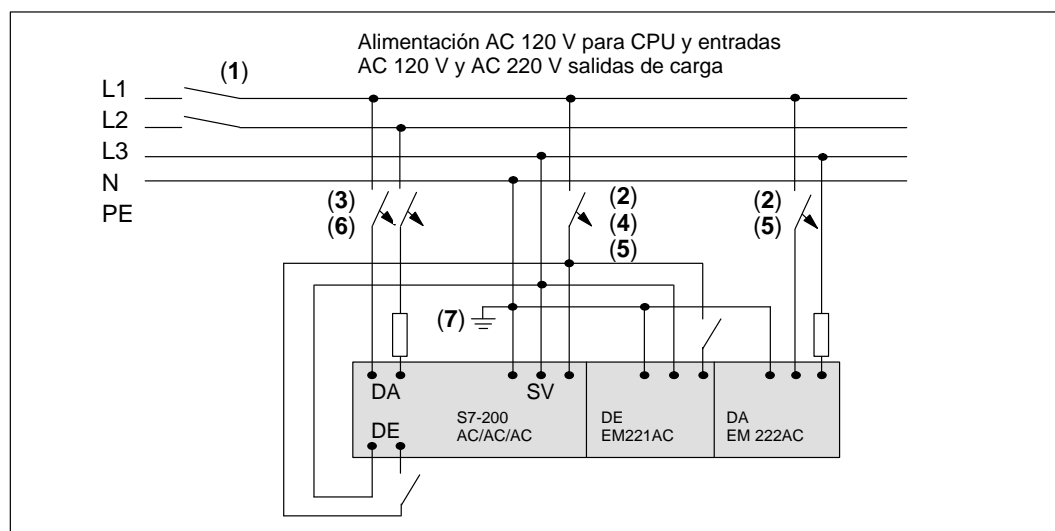 Alimentación AC 120 V para CPU y entradas
AC 120 V y AC 220 V salidas de carga
(1)
L1
L2
L3
N
PE
(3)
(6)
(2)
(4)
(5)
(2)
(5)
(7)
DA
SV
DE
S7-200
AC/AC/AC
DE
EM221AC
DA
EM 222AC